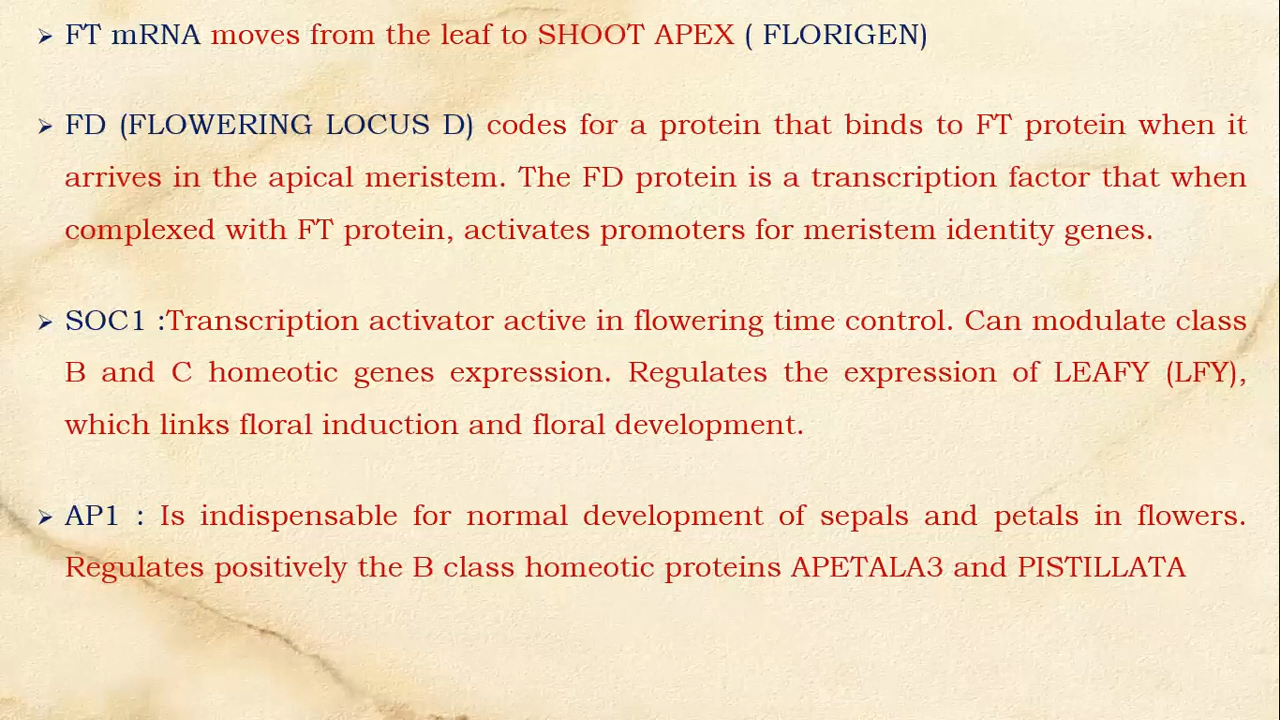 ➢ FT mRNA moves from the leaf to SHOOT APEX ( FLORIGEN)
➢ FD (FLOWERING LOCUS D) codes for a protein that binds to FT protein when it
arrives in the apical meristem. The FD protein is a transcription factor that when
complexed with FT protein, activates promoters for meristem identity genes.
➢ SOC1 :Transcription activator active in flowering time control. Can modulate class
B and C homeotic genes expression. Regulates the expression of LEAFY (LFY),
which links floral induction and floral development.
➢ AP1 : Is indispensable for normal development of sepals and petals in flowers.
Regulates positively the B class homeotic proteins APETALA3 and PISTILLATA